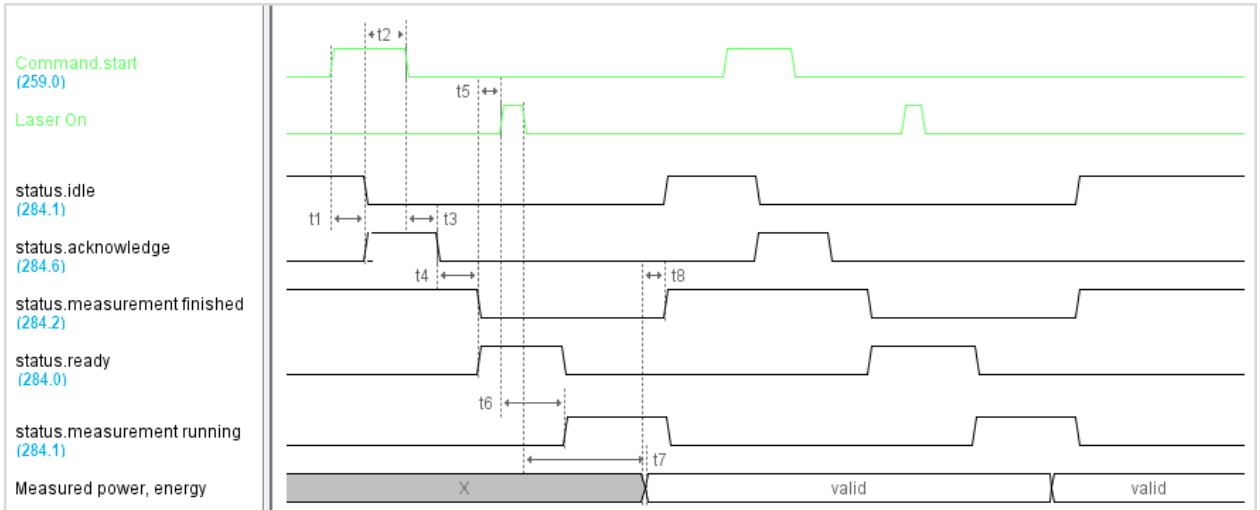 t2
Command.start
(259.0)
t5
Laser On
status.idle
(284.1)
t1
t3
status.acknowledge
(284.6)
t4
t8
status.measurement finished
(284.2)
status.ready
(284.0)
t6
status.measurement running
(284.1)
t7
Measured power, energy
X
valid
valid